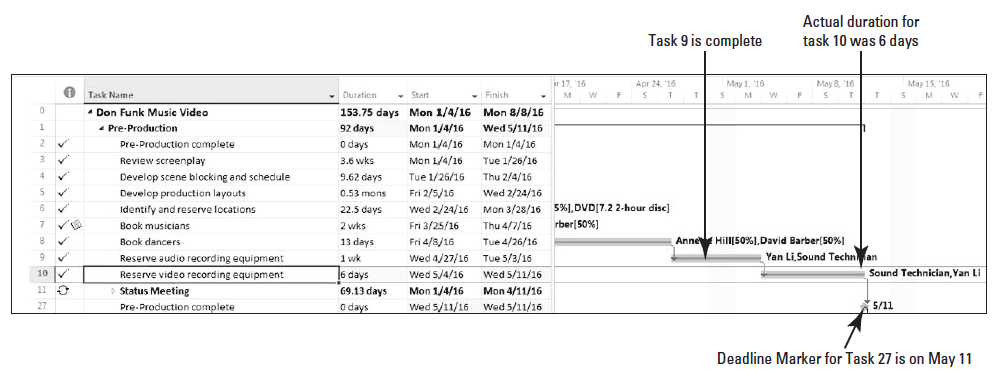 Actual duration for
task 10 was 6 days
Task 9 is complete
Task Name Duration Start Finish 17, '16 Apr 24, '16 May 1, '16 May 8, '16 May 15, '16
M W F S T T S M W F S T T S M W F
0 Don Funk Music Video 153.75 days Mon 1/4/16 Mon 8/8/16
1 Pre-Production 92 days Mon 1/4/16 Wed 5/11/16
2 Pre-Production complete 0 days Mon 1/4/16 Mon 1/4/16
3 Review screenplay 3.6 wks Mon 1/4/16 Tue 1/26/16
4 Develop scene blocking and schedule 9.62 days Tue 1/26/16 Thu 2/4/16
5 Develop production layouts 0.53 mons Fri 2/5/16 Wed 2/24/16
6 Identify and reserve locations 22.5 days Wed 2/24/16 Mon 3/28/16 5%],DVD[7.2 2-hour disc]
7 Book musicians 2 wks Fri 3/25/16 Thu 4/7/16 rber[50%]
8 Book dancers 13 days Fri 4/8/16 Tue 4/26/16 Hill[50%],David Barber[50%]
9 Reserve audio recording equipment 1 wk Wed 4/27/16 Tue 5/3/16 Yan Li,Sound Technician
10 Reserve video recording equipment 6 days Wed 5/4/16 Wed 5/11/16 Sound Technician,Yan Li
11 Status Meeting 69.13 days Mon 1/4/16 Mon 4/11/16
27 Pre-Production complete 0 days Wed 5/11/16 Wed 5/11/16 5/11
Deadline Marker for Task 27 is on May 11